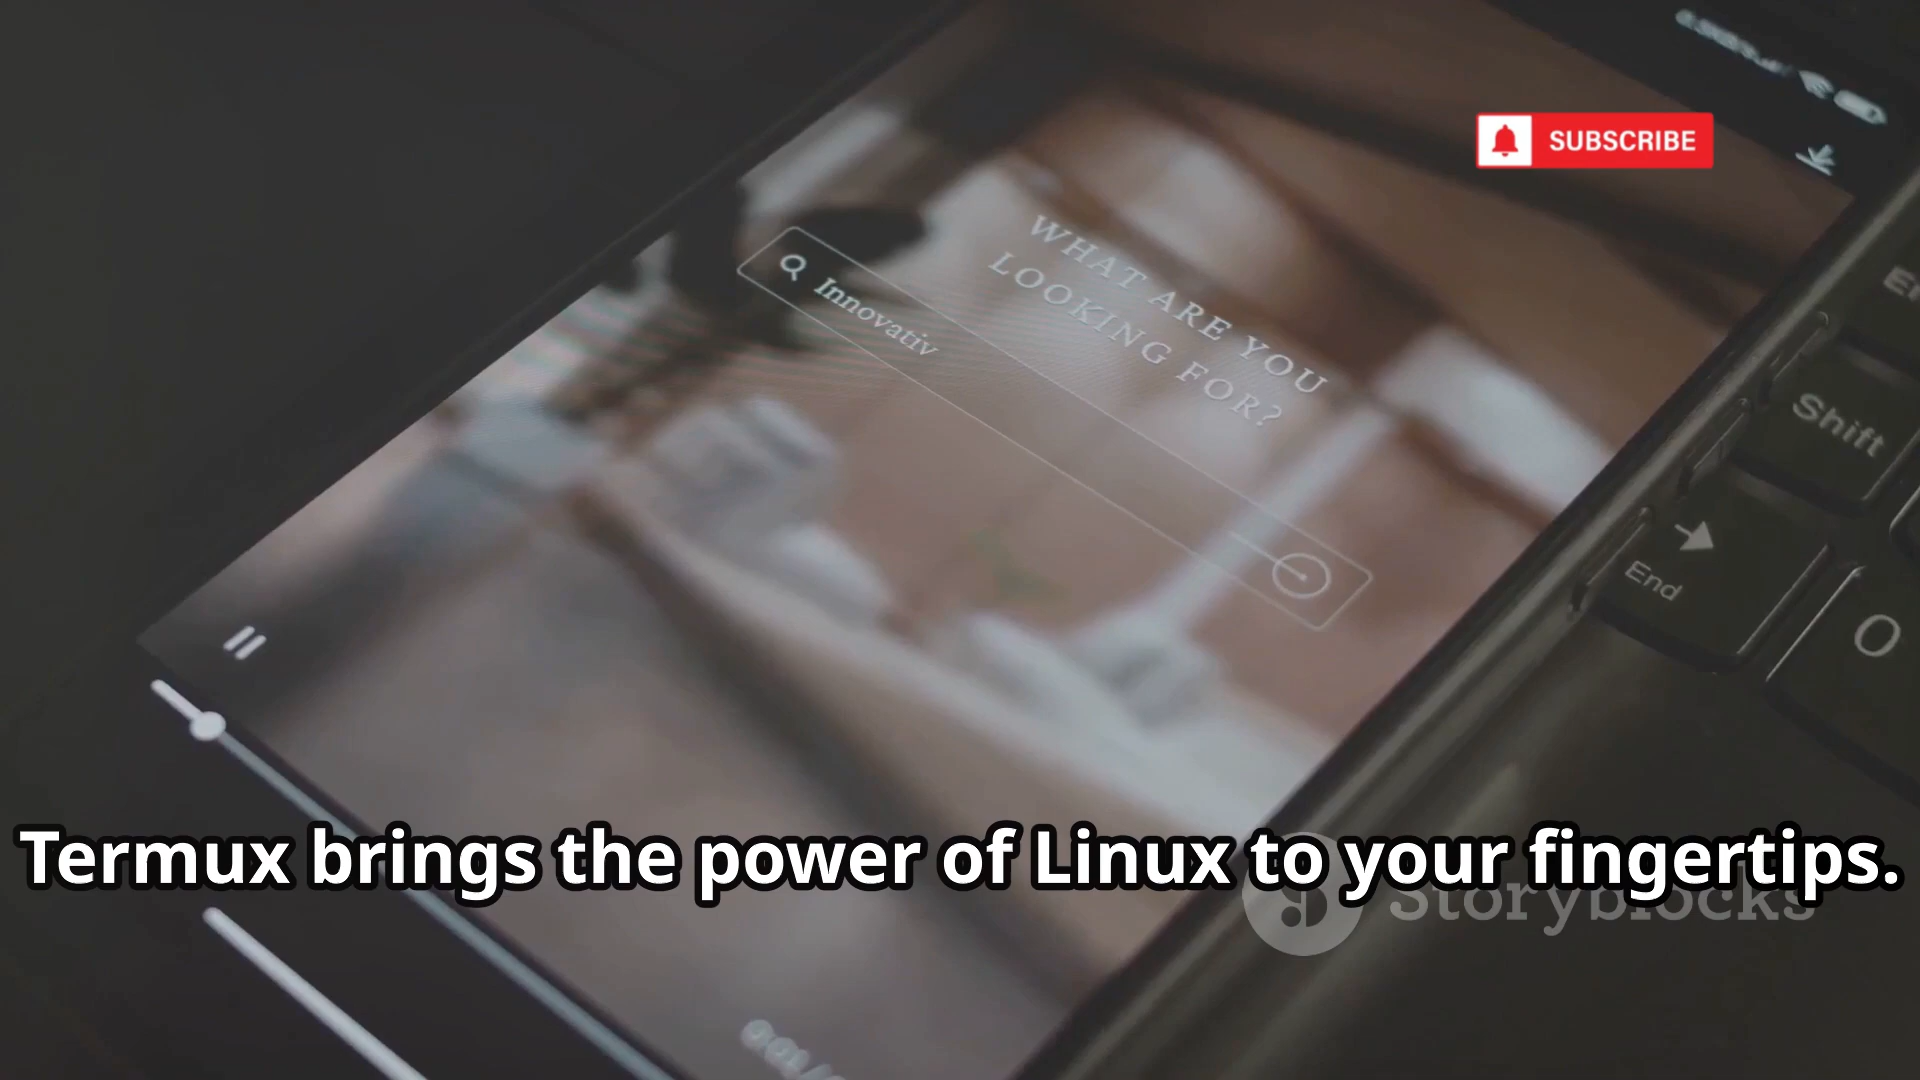 SUBSCRIBE
WHAT ARE YOU
LOOKING FOR?
Innovativ
Shift
End
O
Termux brings the power of Linux to your fingertips.
Storyblocks